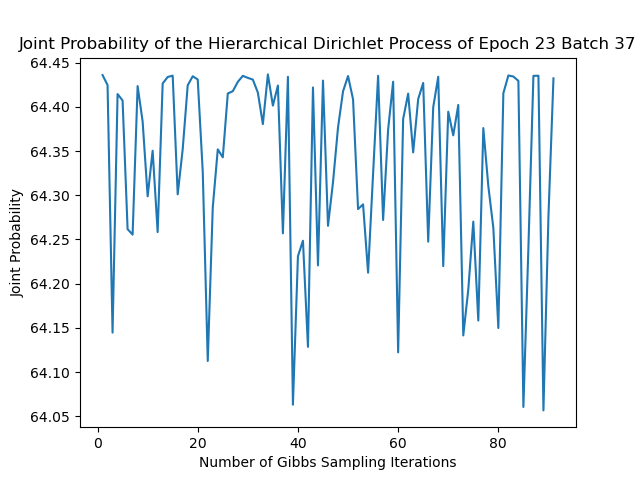 Joint Probability of the Hierarchical Dirichlet Process of Epoch 23 Batch 37
64.45
64.40
64.35
64.30
64.25
64.20
64.15
64.10
64.05
Joint Probability
0 20 40 60 80
Number of Gibbs Sampling Iterations